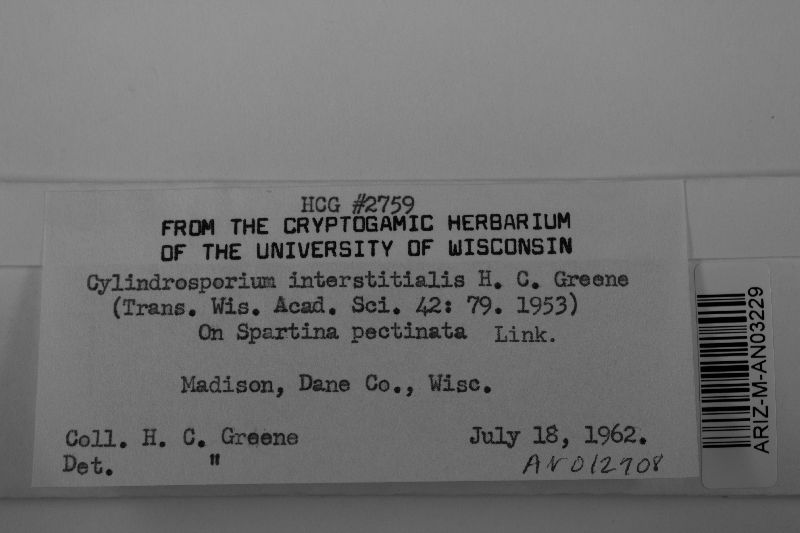 HCG #2759
FROM THE CRYPTOGAMIC HERBARIUM
OF THE UNIVERSITY OF WISCONSIN
Cylindrosporium interstitialis H. C. Greene
(Trans. Wis. Acad. Sci. 42: 79. 1953)
On Spartina pectinata Link.
Madison, Dane Co., Wisc.
Coll. H. C. Greene July 18, 1962.
Det. " AN012708
ARIZ-M-AN03229